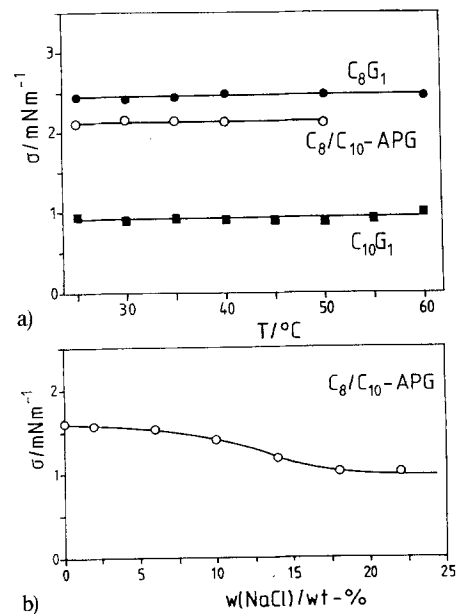 3
2
1
0
σ/mNm⁻¹
C₈G₁
C₈/C₁₀-APG
C₁₀G₁
30
40
50
60
a)
T/°C
2
1
0
σ/mNm⁻¹
C₈/C₁₀-APG
0
5
10
15
20
25
b)
w(NaCl)/wt-%